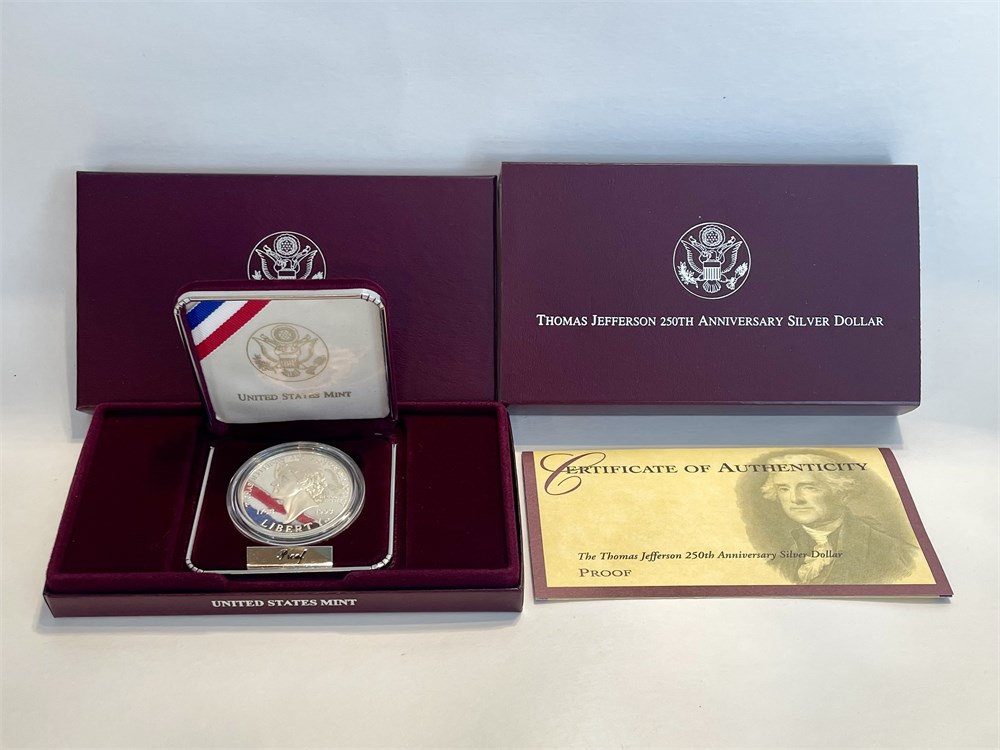 THOMAS JEFFERSON 250TH ANNIVERSARY SILVER DOLLAR
UNITED STATES MINT
LIBERTY
Proof
UNITED STATES MINT
CERTIFICATE OF AUTHENTICITY
The Thomas Jefferson 250th Anniversary Silver Dollar
PROOF